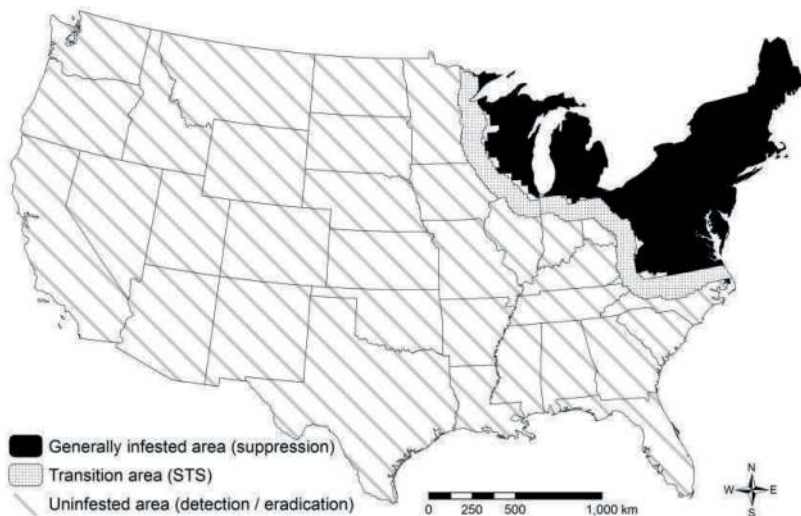 Generally infested area (suppression)
Transition area (STS)
Uninfested area (detection / eradication)
0 250 500 1,000 km
N
W E
S